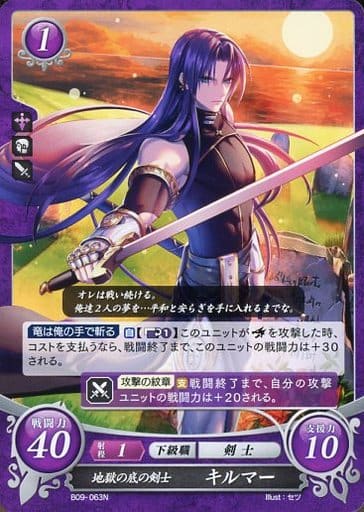 1
オレは戦い続ける。
俺達2人の夢を…平和と安らぎを手に入れるまでな。
竜は俺の手で斬る 自 【 1】このユニットが を攻撃した時、
コストを支払うなら、戦闘終了まで、このユニットの戦闘力は+30
される。
攻撃の紋章 支 戦闘終了まで、自分の攻撃
ユニットの戦闘力は+20される。
戦闘力
40
射程 1
下級職
剣士
支援力
10
地獄の底の剣士 キルマー
B09-063N
Illust:セツ